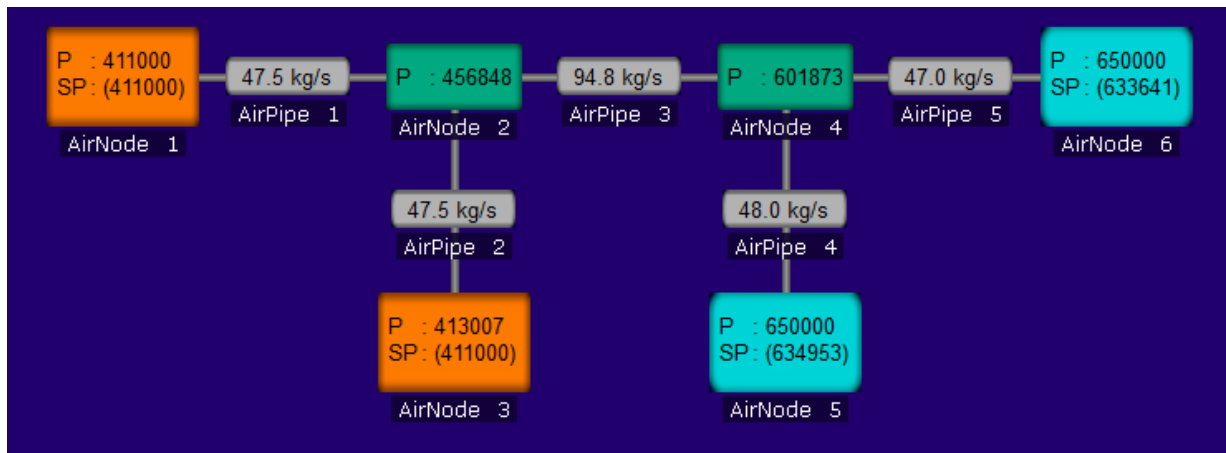 P : 411000
SP : (411000)
AirNode 1
47.5 kg/s
AirPipe 1
P : 456848
AirNode 2
94.8 kg/s
AirPipe 3
P : 601873
AirNode 4
47.0 kg/s
AirPipe 5
P : 650000
SP : (633641)
AirNode 6
47.5 kg/s
AirPipe 2
48.0 kg/s
AirPipe 4
P : 413007
SP : (411000)
AirNode 3
P : 650000
SP : (634953)
AirNode 5